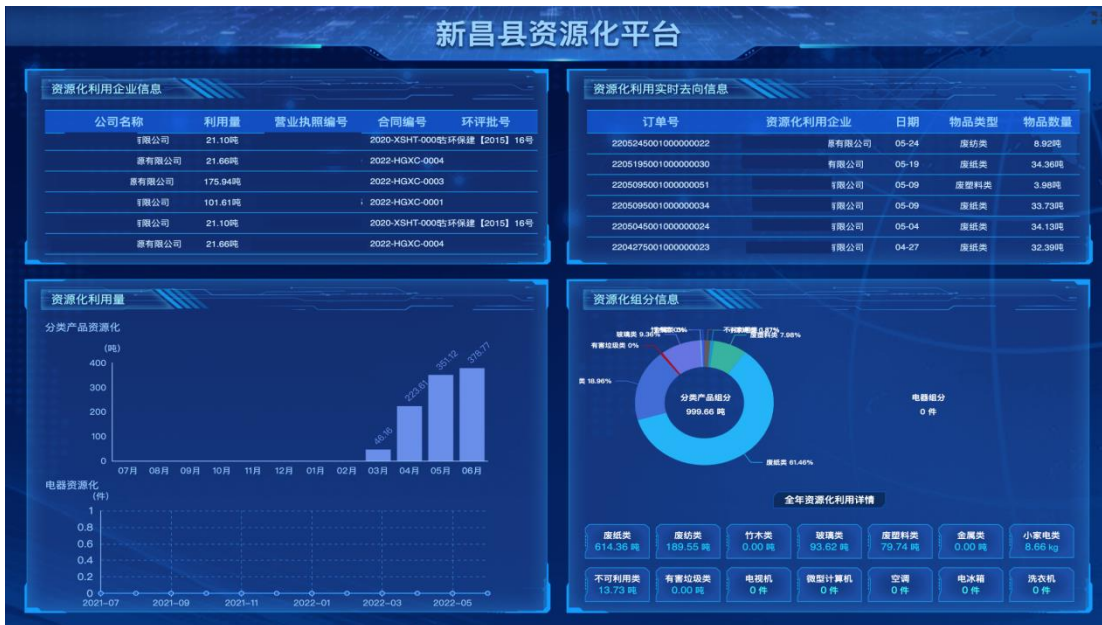 新昌县资源化平台
资源化利用企业信息
公司名称 利用量 营业执照编号 合同编号 环评批号
有限公司 21.10吨 2020-XSHT-0005 环保建【2015】16号
源有限公司 21.66吨 2022-HGXC-0004
源有限公司 175.94吨 2022-HGXC-0003
有限公司 101.61吨 2022-HGXC-0001
有限公司 21.10吨 2020-XSHT-0005 环保建【2015】16号
源有限公司 21.66吨 2022-HGXC-0004
资源化利用实时去向信息
订单号 资源化利用企业 日期 物品类型 物品数量
2205245001000000022 源有限公司 05-24 废纺类 8.92吨
2205195001000000030 有限公司 05-19 废纸类 34.36吨
2205095001000000051 有限公司 05-09 废塑料类 3.98吨
2205095001000000034 有限公司 05-09 废纸类 33.73吨
2205045001000000024 有限公司 05-04 废纸类 34.13吨
2204275001000000023 有限公司 04-27 废纸类 32.39吨
资源化利用量
分类产品资源化
(吨)
400
300
200
100
0
46.16 223.61 351.12 378.77
07月 08月 09月 10月 11月 12月 01月 02月 03月 04月 05月 06月
电器资源化
(件)
1
0.8
0.6
0.4
0.2
0
2021-07 2021-09 2021-11 2022-01 2022-03 2022-05
资源化组分信息
玻璃类 9.36%
废塑料类 7.98%
有害垃圾类 0%
类 18.96%
分类产品组分
999.66 吨
废纸类 61.46%
电器组分
0 件
全年资源化利用详情
废纸类 废纺类 竹木类 玻璃类 废塑料类 金属类 小家电类
614.36 吨 189.55 吨 0.00 吨 93.62 吨 79.74 吨 0.00 吨 8.66 kg
不可利用类 有害垃圾类 电视机 微型计算机 空调 电冰箱 洗衣机
13.73 吨 0.00 吨 0 件 0 件 0 件 0 件 0 件